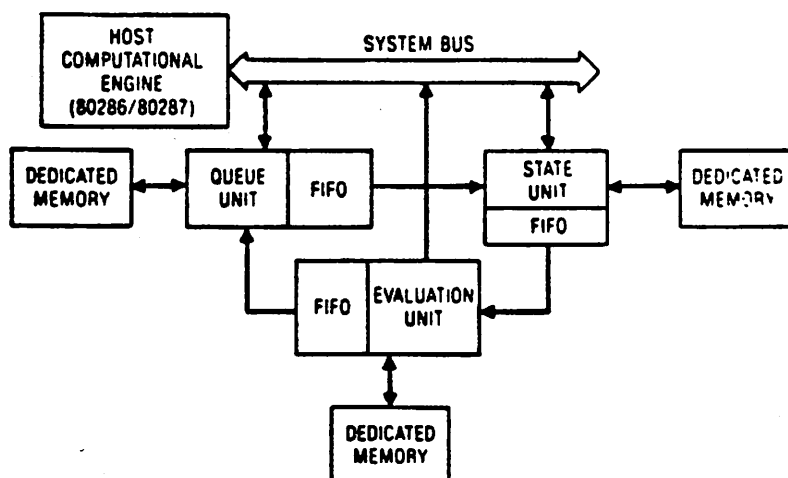 HOST
COMPUTATIONAL
ENGINE
(80286/80287)
SYSTEM BUS
DEDICATED
MEMORY
QUEUE
UNIT
FIFO
STATE
UNIT
FIFO
DEDICATED
MEMORY
FIFO
EVALUATION
UNIT
DEDICATED
MEMORY